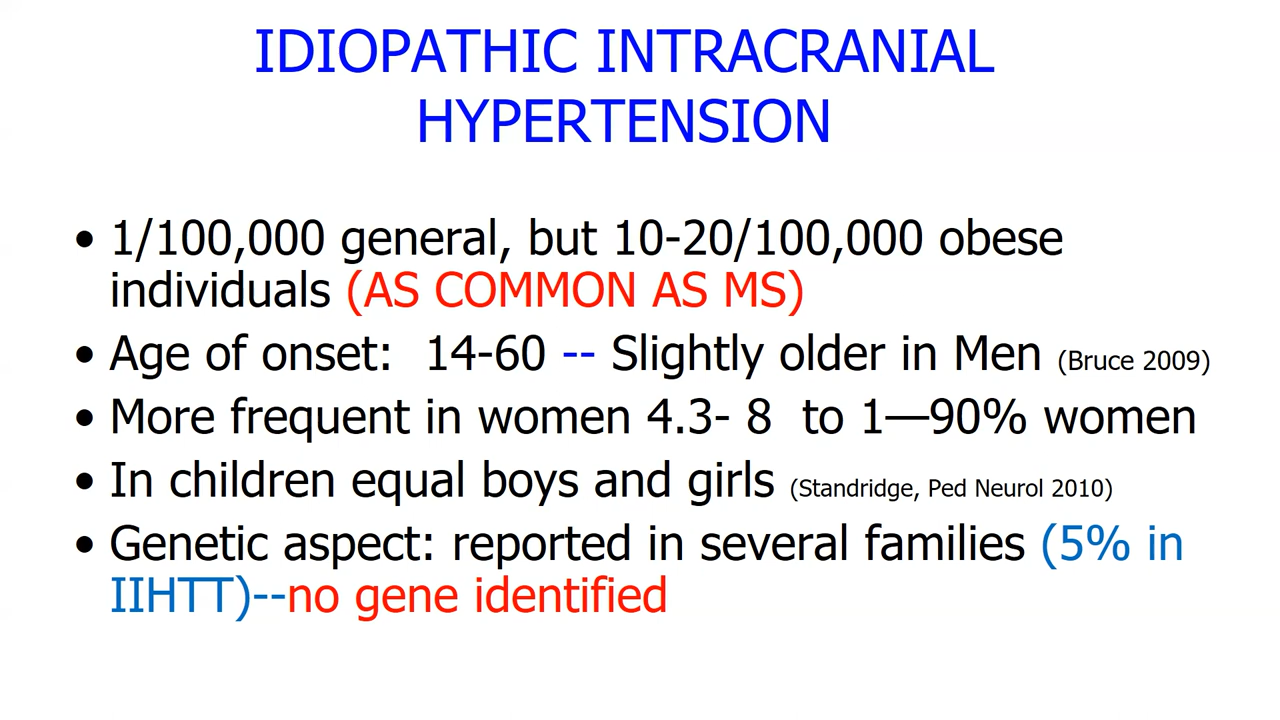 IDIOPATHIC INTRACRANIAL
HYPERTENSION
• 1/100,000 general, but 10-20/100,000 obese
individuals (AS COMMON AS MS)
• Age of onset:  14-60 -- Slightly older in Men (Bruce 2009)
• More frequent in women 4.3- 8  to 1—90% women
• In children equal boys and girls (Standridge, Ped Neurol 2010)
• Genetic aspect: reported in several families (5% in
IIHTT)--no gene identified